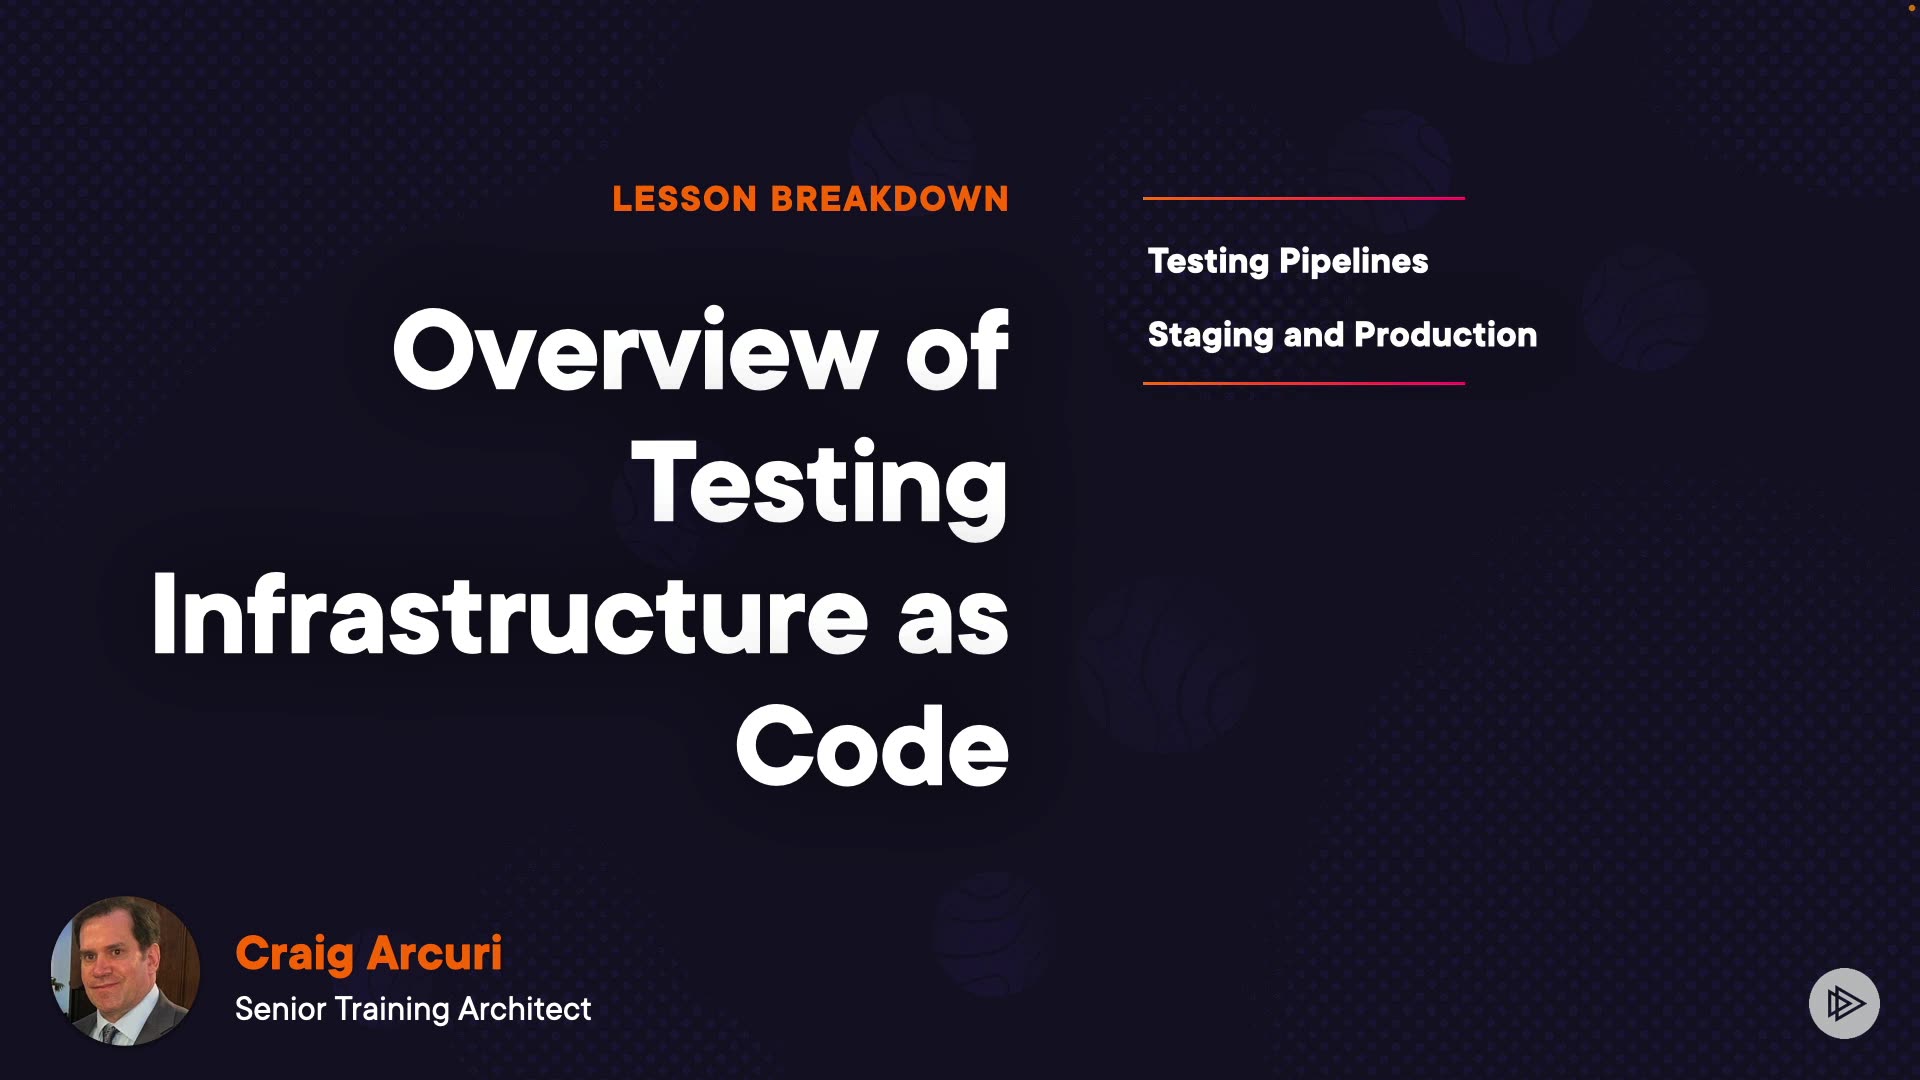 LESSON BREAKDOWN
Overview of
Testing
Infrastructure as
Code
Testing Pipelines
Staging and Production
Craig Arcuri
Senior Training Architect